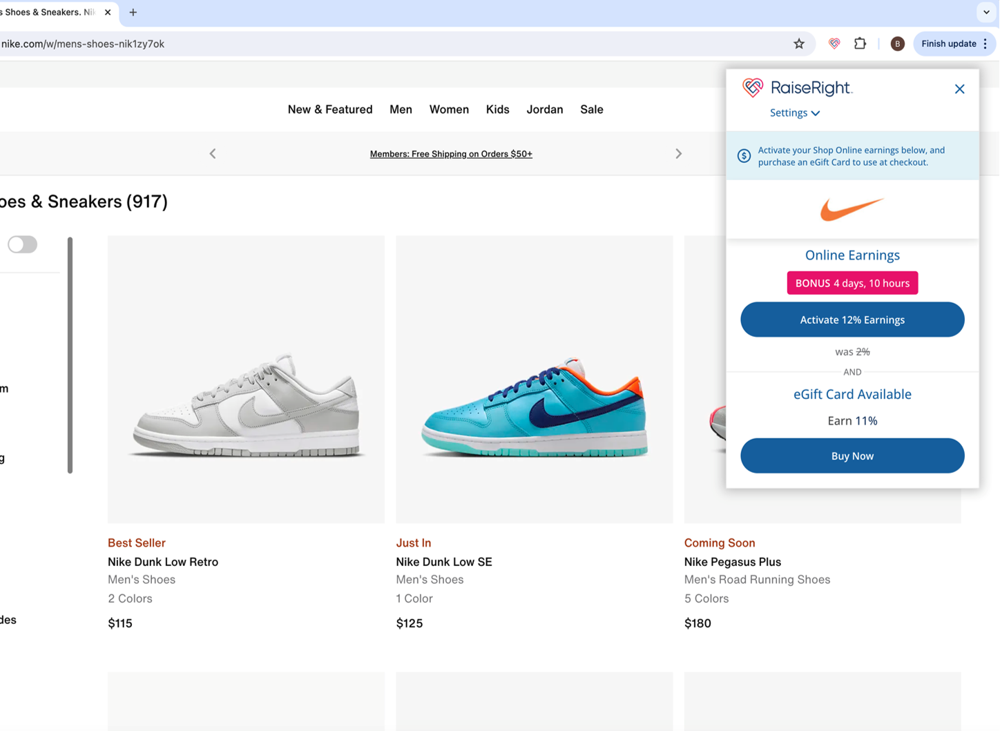 s Shoes & Sneakers. Nik
nike.com/w/mens-shoes-nik1zy7ok
B
Finish update
RaiseRight
Settings
New & Featured
Men
Women
Kids
Jordan
Sale
Members: Free Shipping on Orders $50+
Activate your Shop Online earnings below, and
purchase an eGift Card to use at checkout.
oes & Sneakers (917)
Online Earnings
BONUS 4 days, 10 hours
Activate 12% Earnings
was 2%
AND
eGift Card Available
Earn 11%
Buy Now
m
g
des
Best Seller
Nike Dunk Low Retro
Men's Shoes
2 Colors
$115
Just In
Nike Dunk Low SE
Men's Shoes
1 Color
$125
Coming Soon
Nike Pegasus Plus
Men's Road Running Shoes
5 Colors
$180